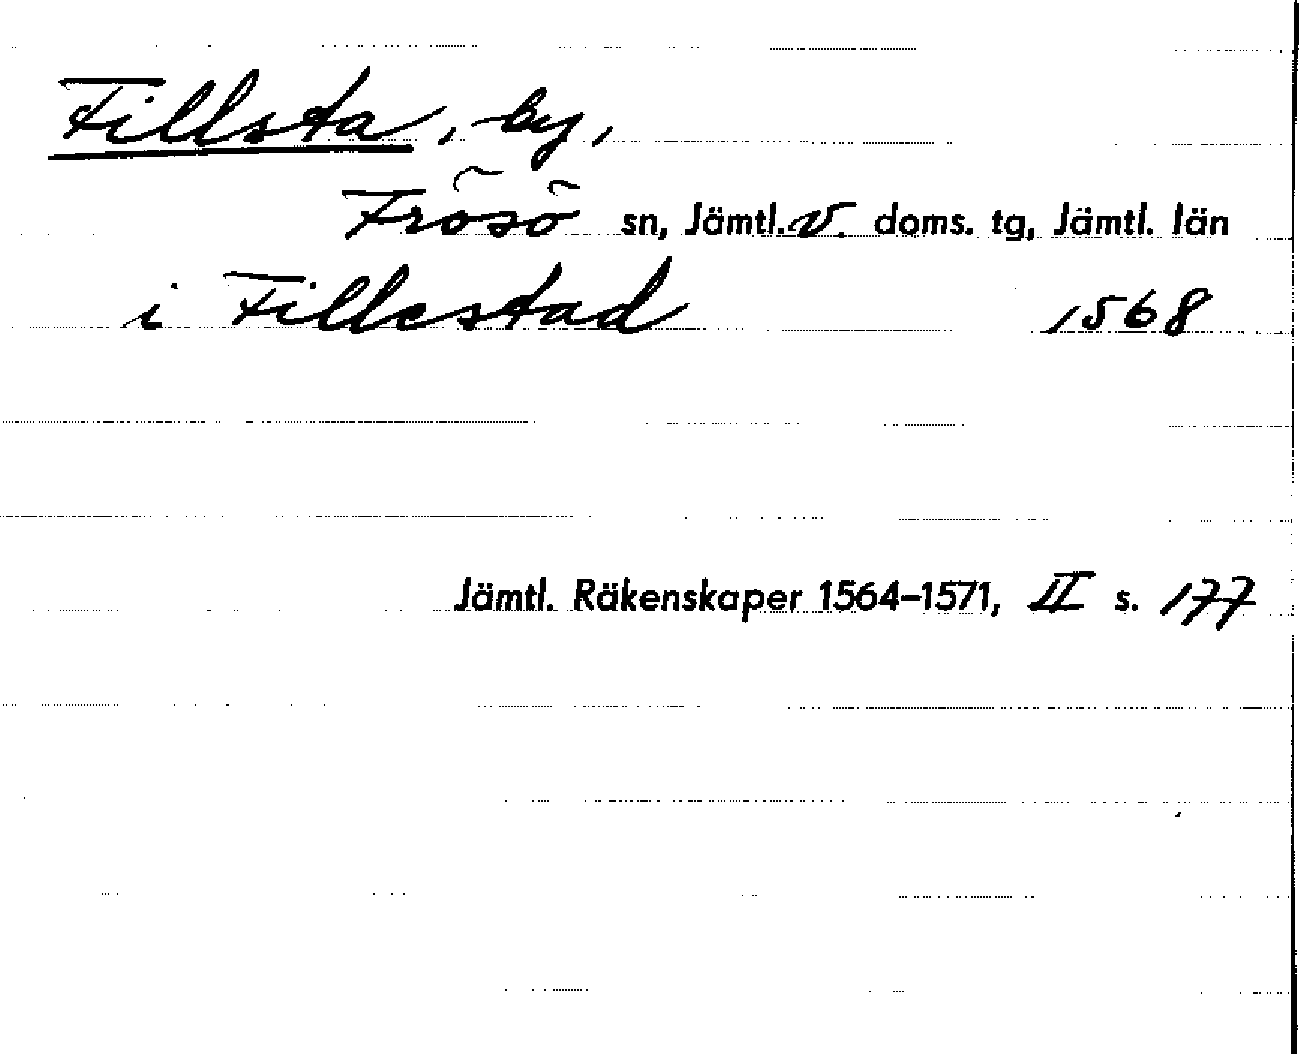 Fillsta, by,
Frösö sn, Jämtl. v. doms. tg, Jämtl. län
i Fillestad 1568
Jämtl. Räkenskaper 1564–1571, II s. 177